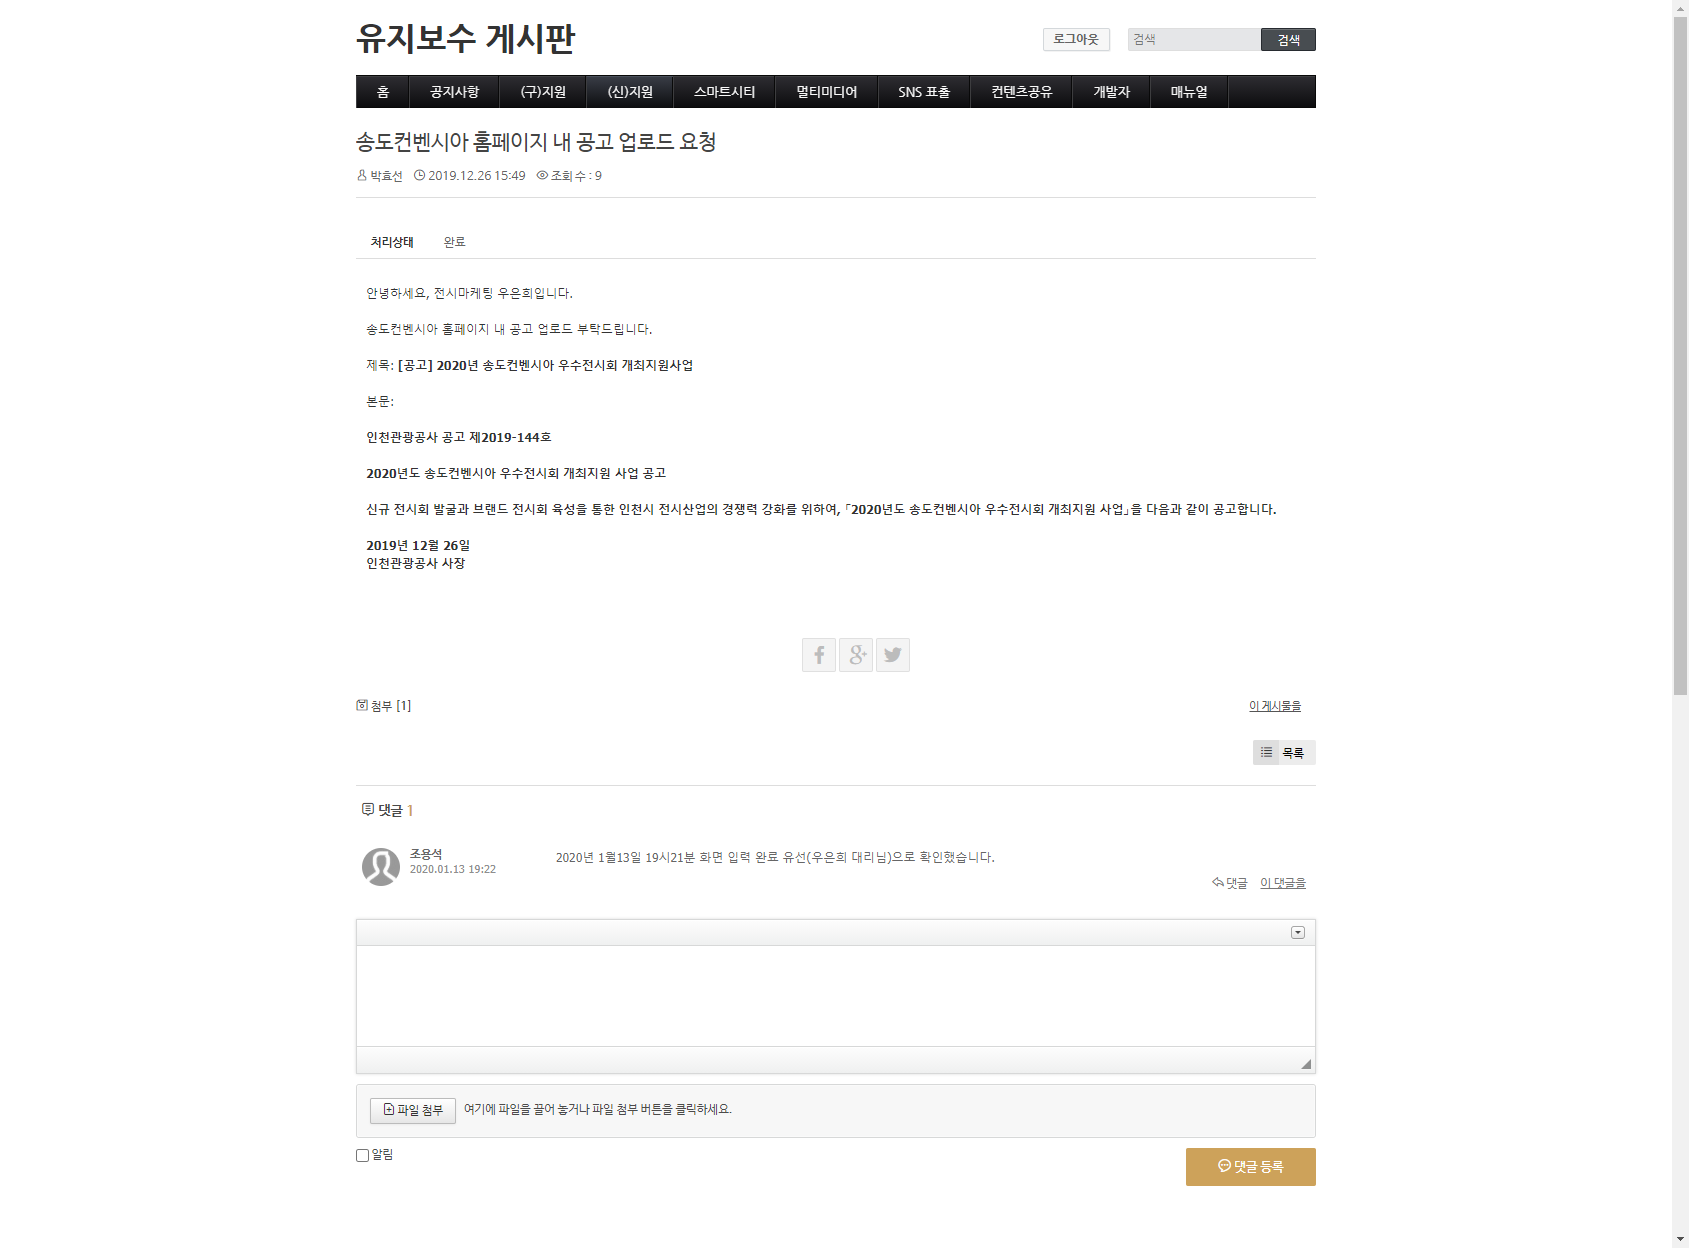 유지보수 게시판
로그아웃 검색 검색
홈 공지사항 (구)지원 (신)지원 스마트시티 멀티미디어 SNS 표출 컨텐츠공유 개발자 매뉴얼
송도컨벤시아 홈페이지 내 공고 업로드 요청
박효선 2019.12.26 15:49 조회 수 : 9
처리상태 완료
안녕하세요, 전시마케팅 우은희입니다.
송도컨벤시아 홈페이지 내 공고 업로드 부탁드립니다.
제목: [공고] 2020년 송도컨벤시아 우수전시회 개최지원사업
본문:
인천관광공사 공고 제2019-144호
2020년도 송도컨벤시아 우수전시회 개최지원 사업 공고
신규 전시회 발굴과 브랜드 전시회 육성을 통한 인천시 전시산업의 경쟁력 강화를 위하여, 「2020년도 송도컨벤시아 우수전시회 개최지원 사업」을 다음과 같이 공고합니다.
2019년 12월 26일
인천관광공사 사장
첨부 [1] 이 게시물을
목록
댓글 1
조용석 2020년 1월13일 19시21분 화면 입력 완료 유선(우은희 대리님)으로 확인했습니다.
2020.01.13 19:22
댓글 이 댓글을
파일 첨부 여기에 파일을 끌어 놓거나 파일 첨부 버튼을 클릭하세요.
알림
댓글 등록